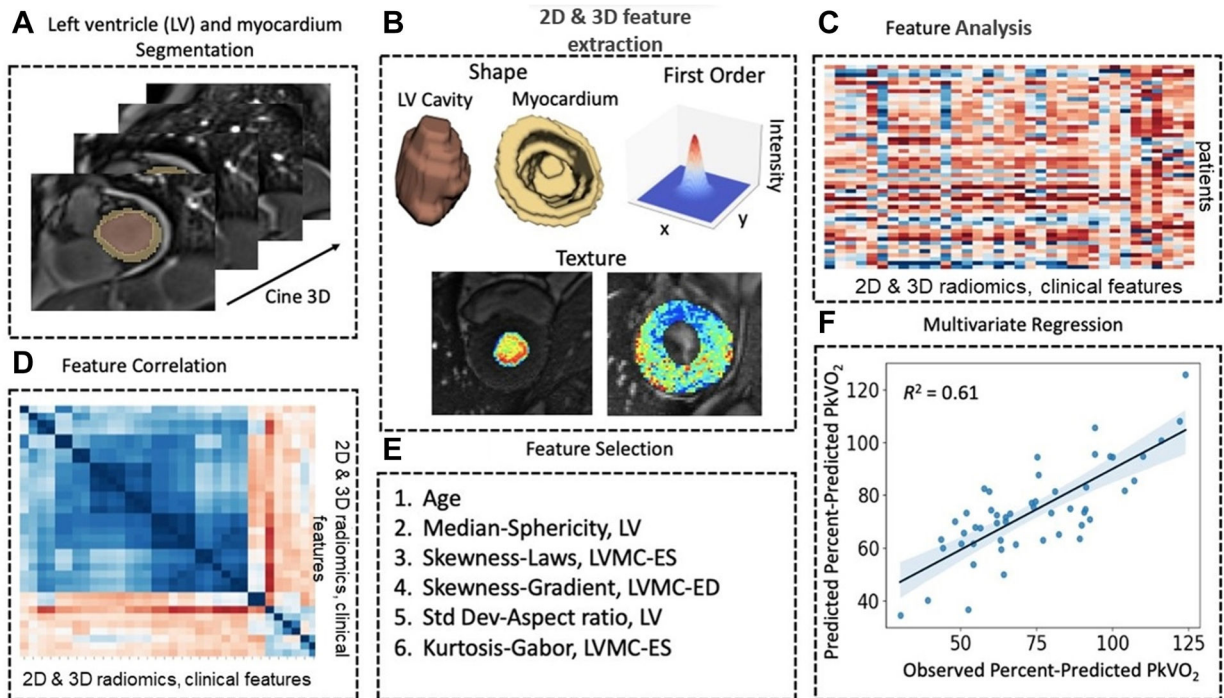 A
Left ventricle (LV) and myocardium
Segmentation
Cine 3D
B
2D & 3D feature
extraction
Shape
First Order
LV Cavity
Myocardium
Intensity
x
y
Texture
C
Feature Analysis
patients
2D & 3D radiomics, clinical features
D
Feature Correlation
2D & 3D radiomics, clinical
features
2D & 3D radiomics, clinical features
E
Feature Selection
1. Age
2. Median-Sphericity, LV
3. Skewness-Laws, LVMC-ES
4. Skewness-Gradient, LVMC-ED
5. Std Dev-Aspect ratio, LV
6. Kurtosis-Gabor, LVMC-ES
F
Multivariate Regression
R² = 0.61
Predicted Percent-Predicted PkVO₂
120
100
80
60
40
50
75
100
125
Observed Percent-Predicted PkVO₂